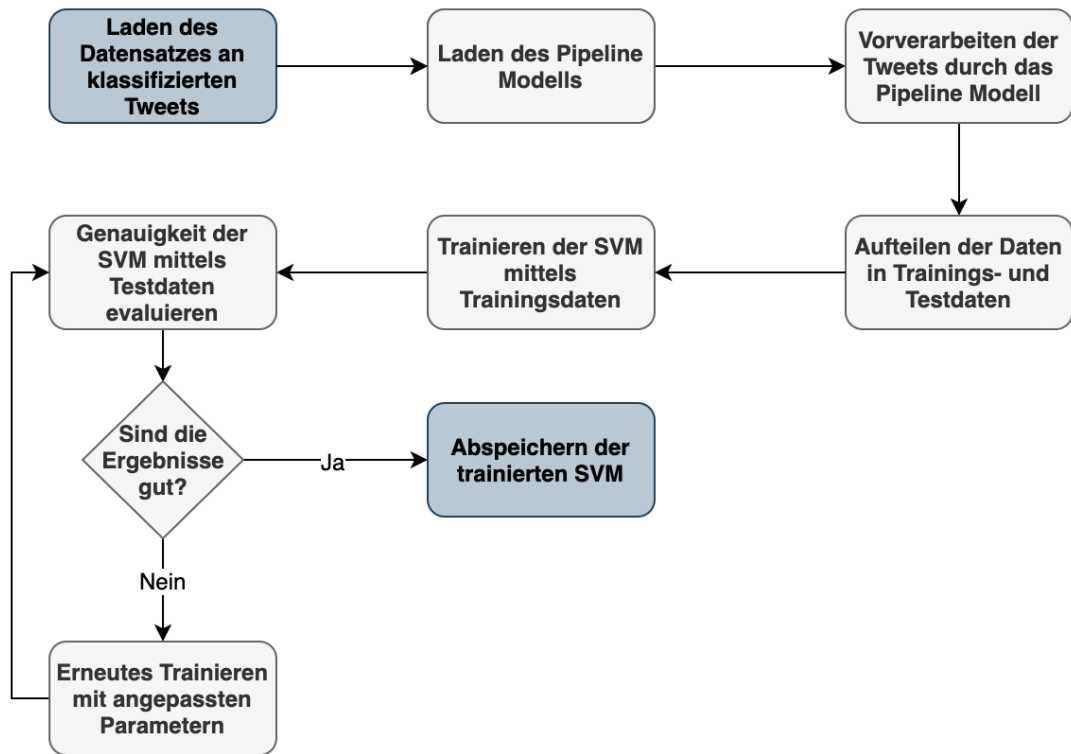 Laden des
Datensatzes an
klassifizierten
Tweets
Laden des Pipeline
Modells
Vorverarbeiten der
Tweets durch das
Pipeline Modell
Aufteilen der Daten
in Trainings- und
Testdaten
Trainieren der SVM
mittels
Trainingsdaten
Genauigkeit der
SVM mittels
Testdaten
evaluieren
Sind die
Ergebnisse
gut?
Ja
Abspeichern der
trainierten SVM
Nein
Erneutes Trainieren
mit angepassten
Parametern